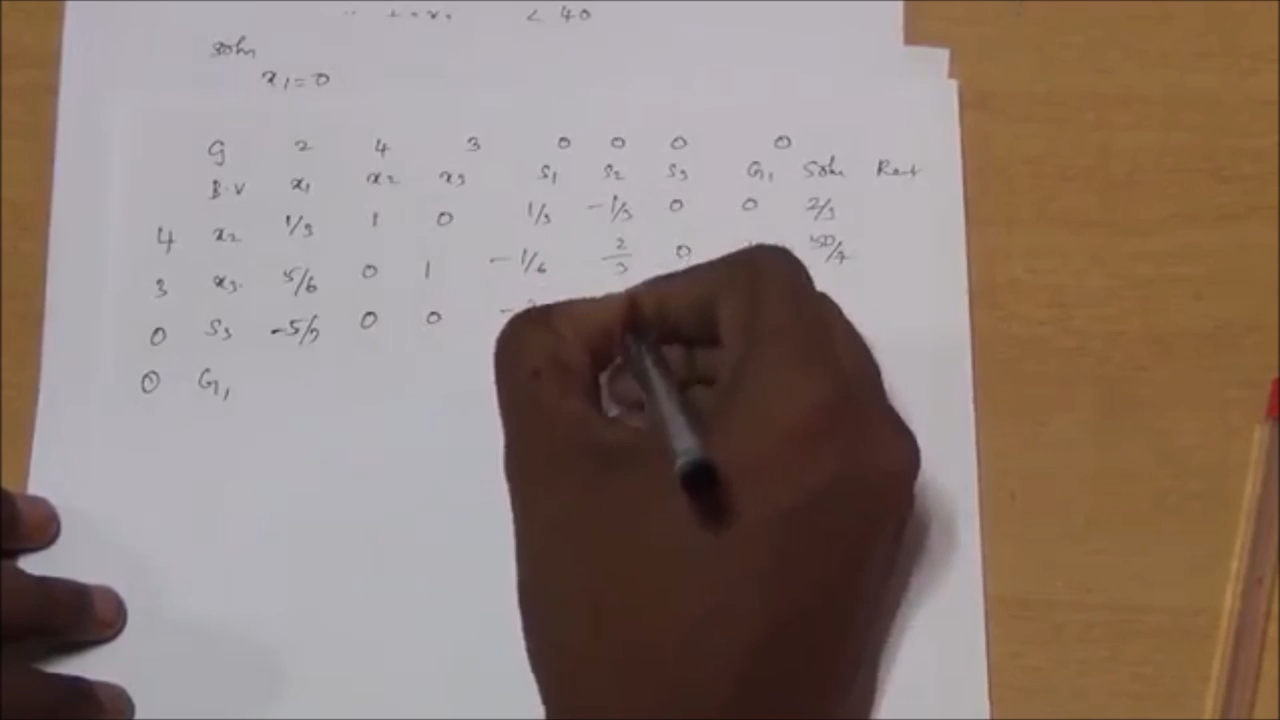 < 40
Soln
x₁ = 0
Cj 2 4 3 0 0 0 0
B.V x₁ x₂ x₃ S₁ S₂ S₃ G₁ Soln
4 x₂ 1/3 1 0 1/3 -1/3 0 0 2/3
3 x₃ 5/6 0 1 -1/6 2/3 0
0 S₃ -5/3 0 0 -
0 G₁